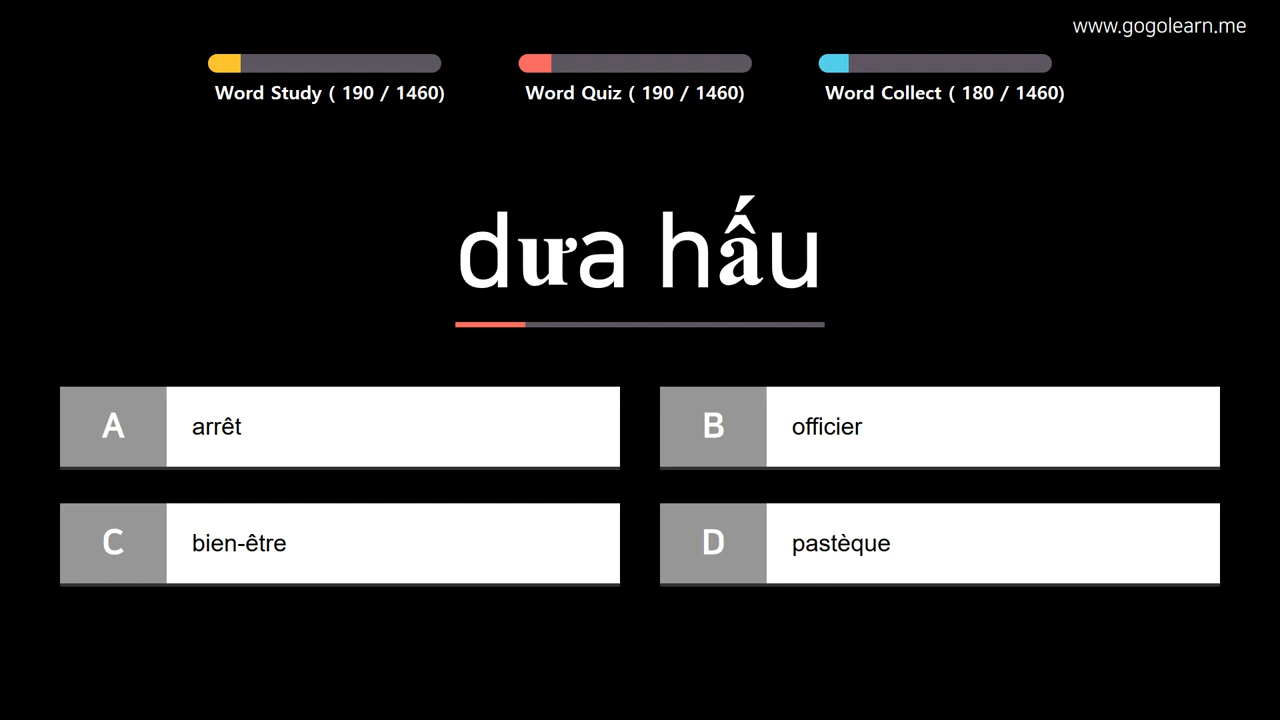 www.gogolearn.me
Word Study ( 190 / 1460)
Word Quiz ( 190 / 1460)
Word Collect ( 180 / 1460)
dưa hấu
A arrêt
B officier
C bien-être
D pastèque